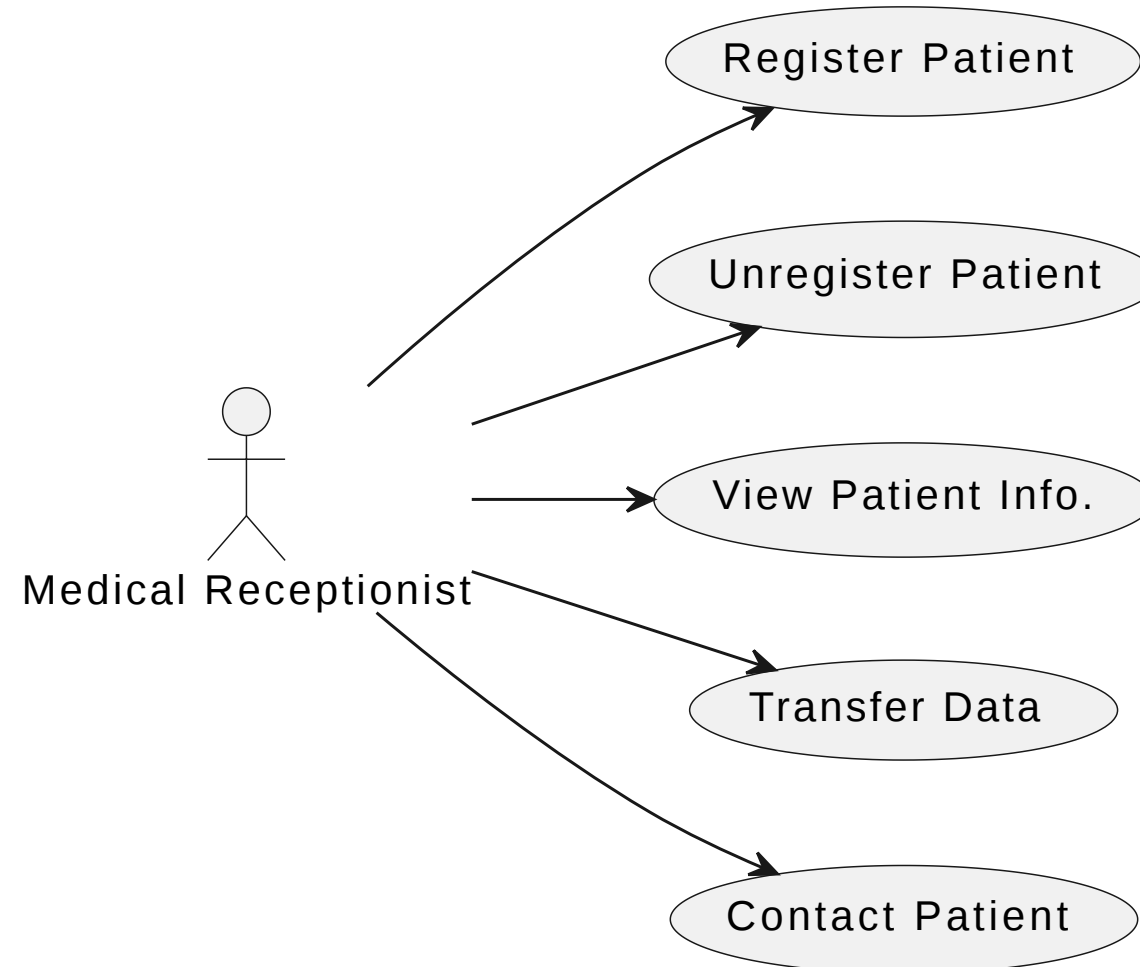 Register Patient
Unregister Patient
View Patient Info.
Medical Receptionist
Transfer Data
Contact Patient